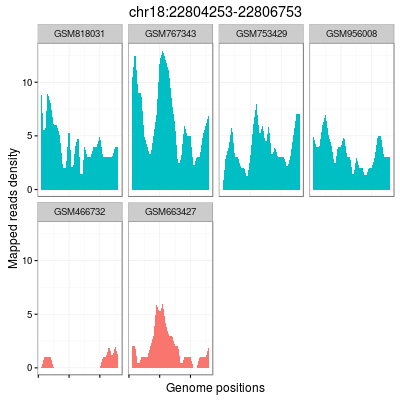 chr18:22804253-22806753
GSM818031 GSM767343 GSM753429 GSM956008
10
5
0
GSM466732 GSM663427
10
5
0
Mapped reads density
Genome positions